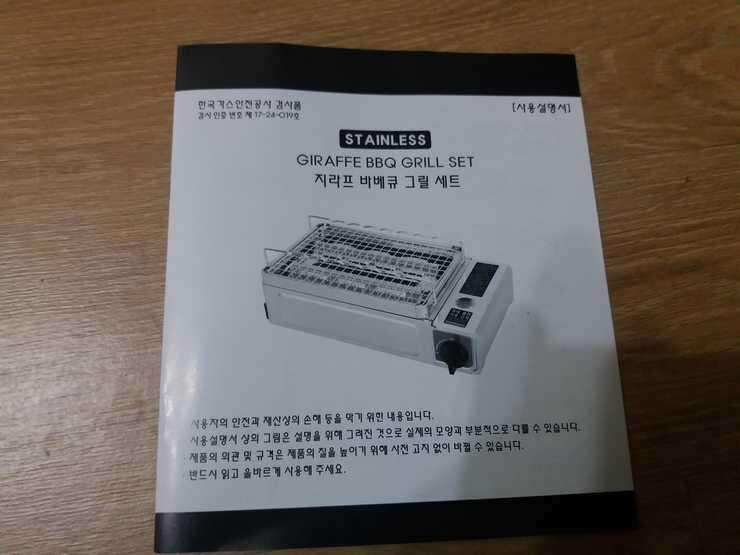 한국가스안전공사 검사품
검사 인증 번호 제 17-24-019호
[사용설명서]
STAINLESS
GIRAFFE BBQ GRILL SET
지라프 바베큐 그릴 세트
사용자의 안전과 재산상의 손해 등을 막기 위한 내용입니다.
사용설명서 상의 그림은 설명을 위해 그려진 것으로 실제의 모양과 부분적으로 다를 수 있습니다.
제품의 외관 및 규격은 제품의 질을 높이기 위해 사전 고지 없이 바뀔 수 있습니다.
반드시 읽고 올바르게 사용해 주세요.